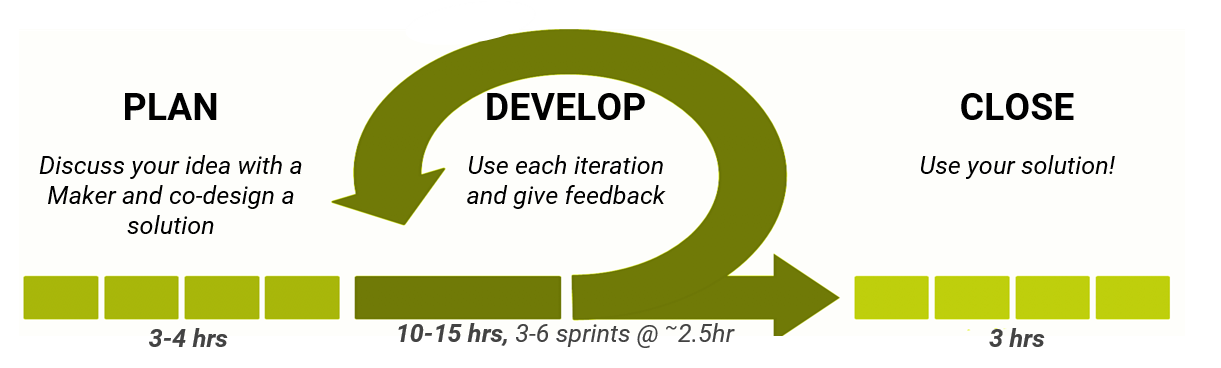 PLAN
Discuss your idea with a
Maker and co-design a
solution
3-4 hrs
DEVELOP
Use each iteration
and give feedback
10-15 hrs, 3-6 sprints @ ~2.5hr
CLOSE
Use your solution!
3 hrs